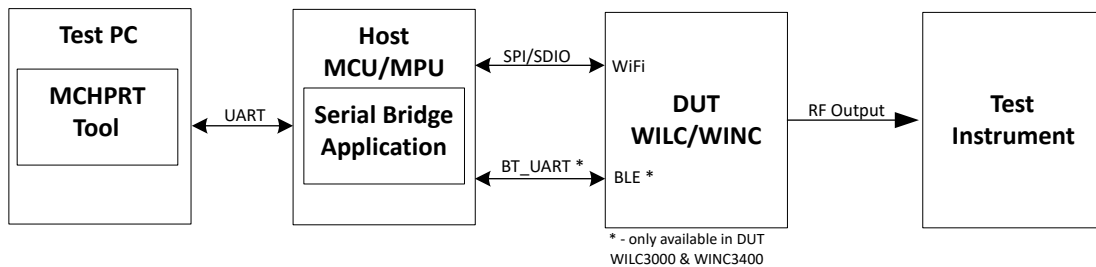 Test PC
MCHPRT
Tool
UART
Host
MCU/MPU
Serial Bridge
Application
SPI/SDIO
BT_UART *
WiFi
DUT
WILC/WINC
BLE *
* - only available in DUT
WILC3000 & WINC3400
RF Output
Test
Instrument